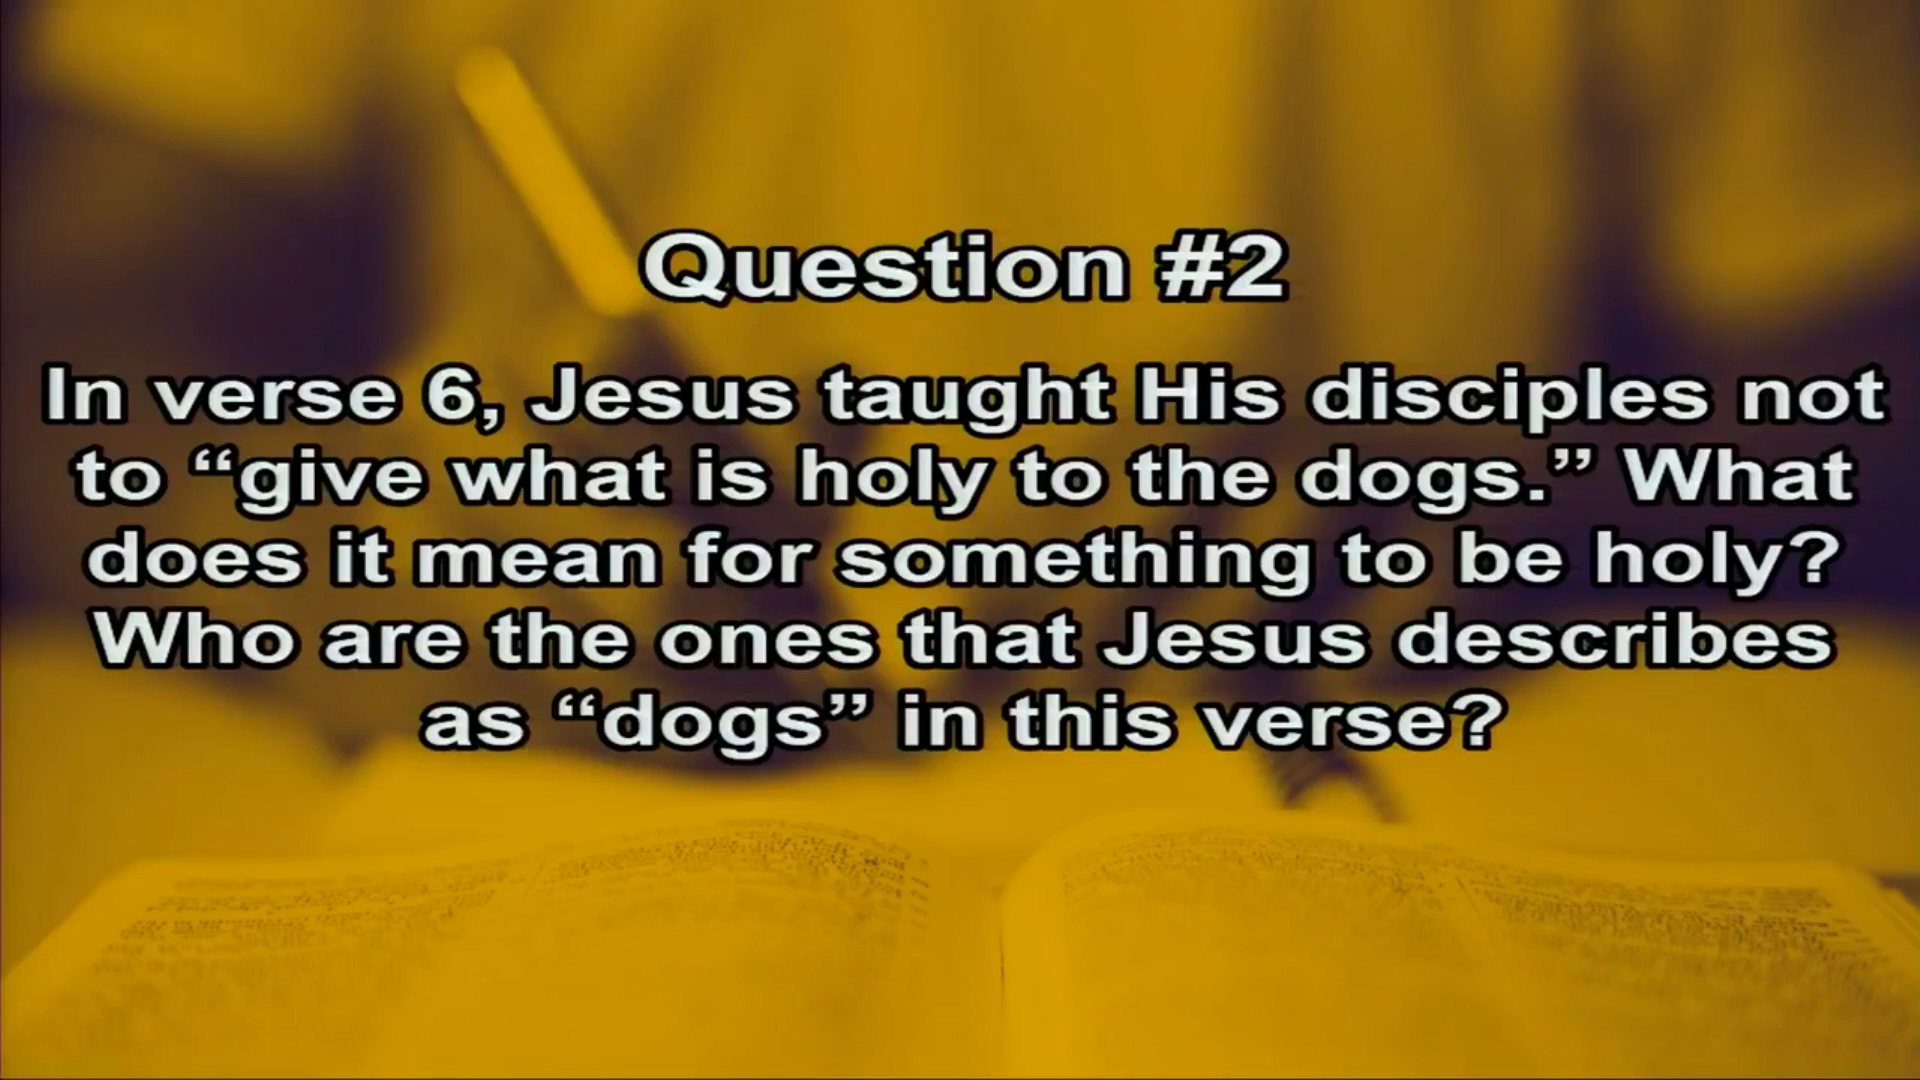 Question #2
In verse 6, Jesus taught His disciples not
to “give what is holy to the dogs.” What
does it mean for something to be holy?
Who are the ones that Jesus describes
as “dogs” in this verse?